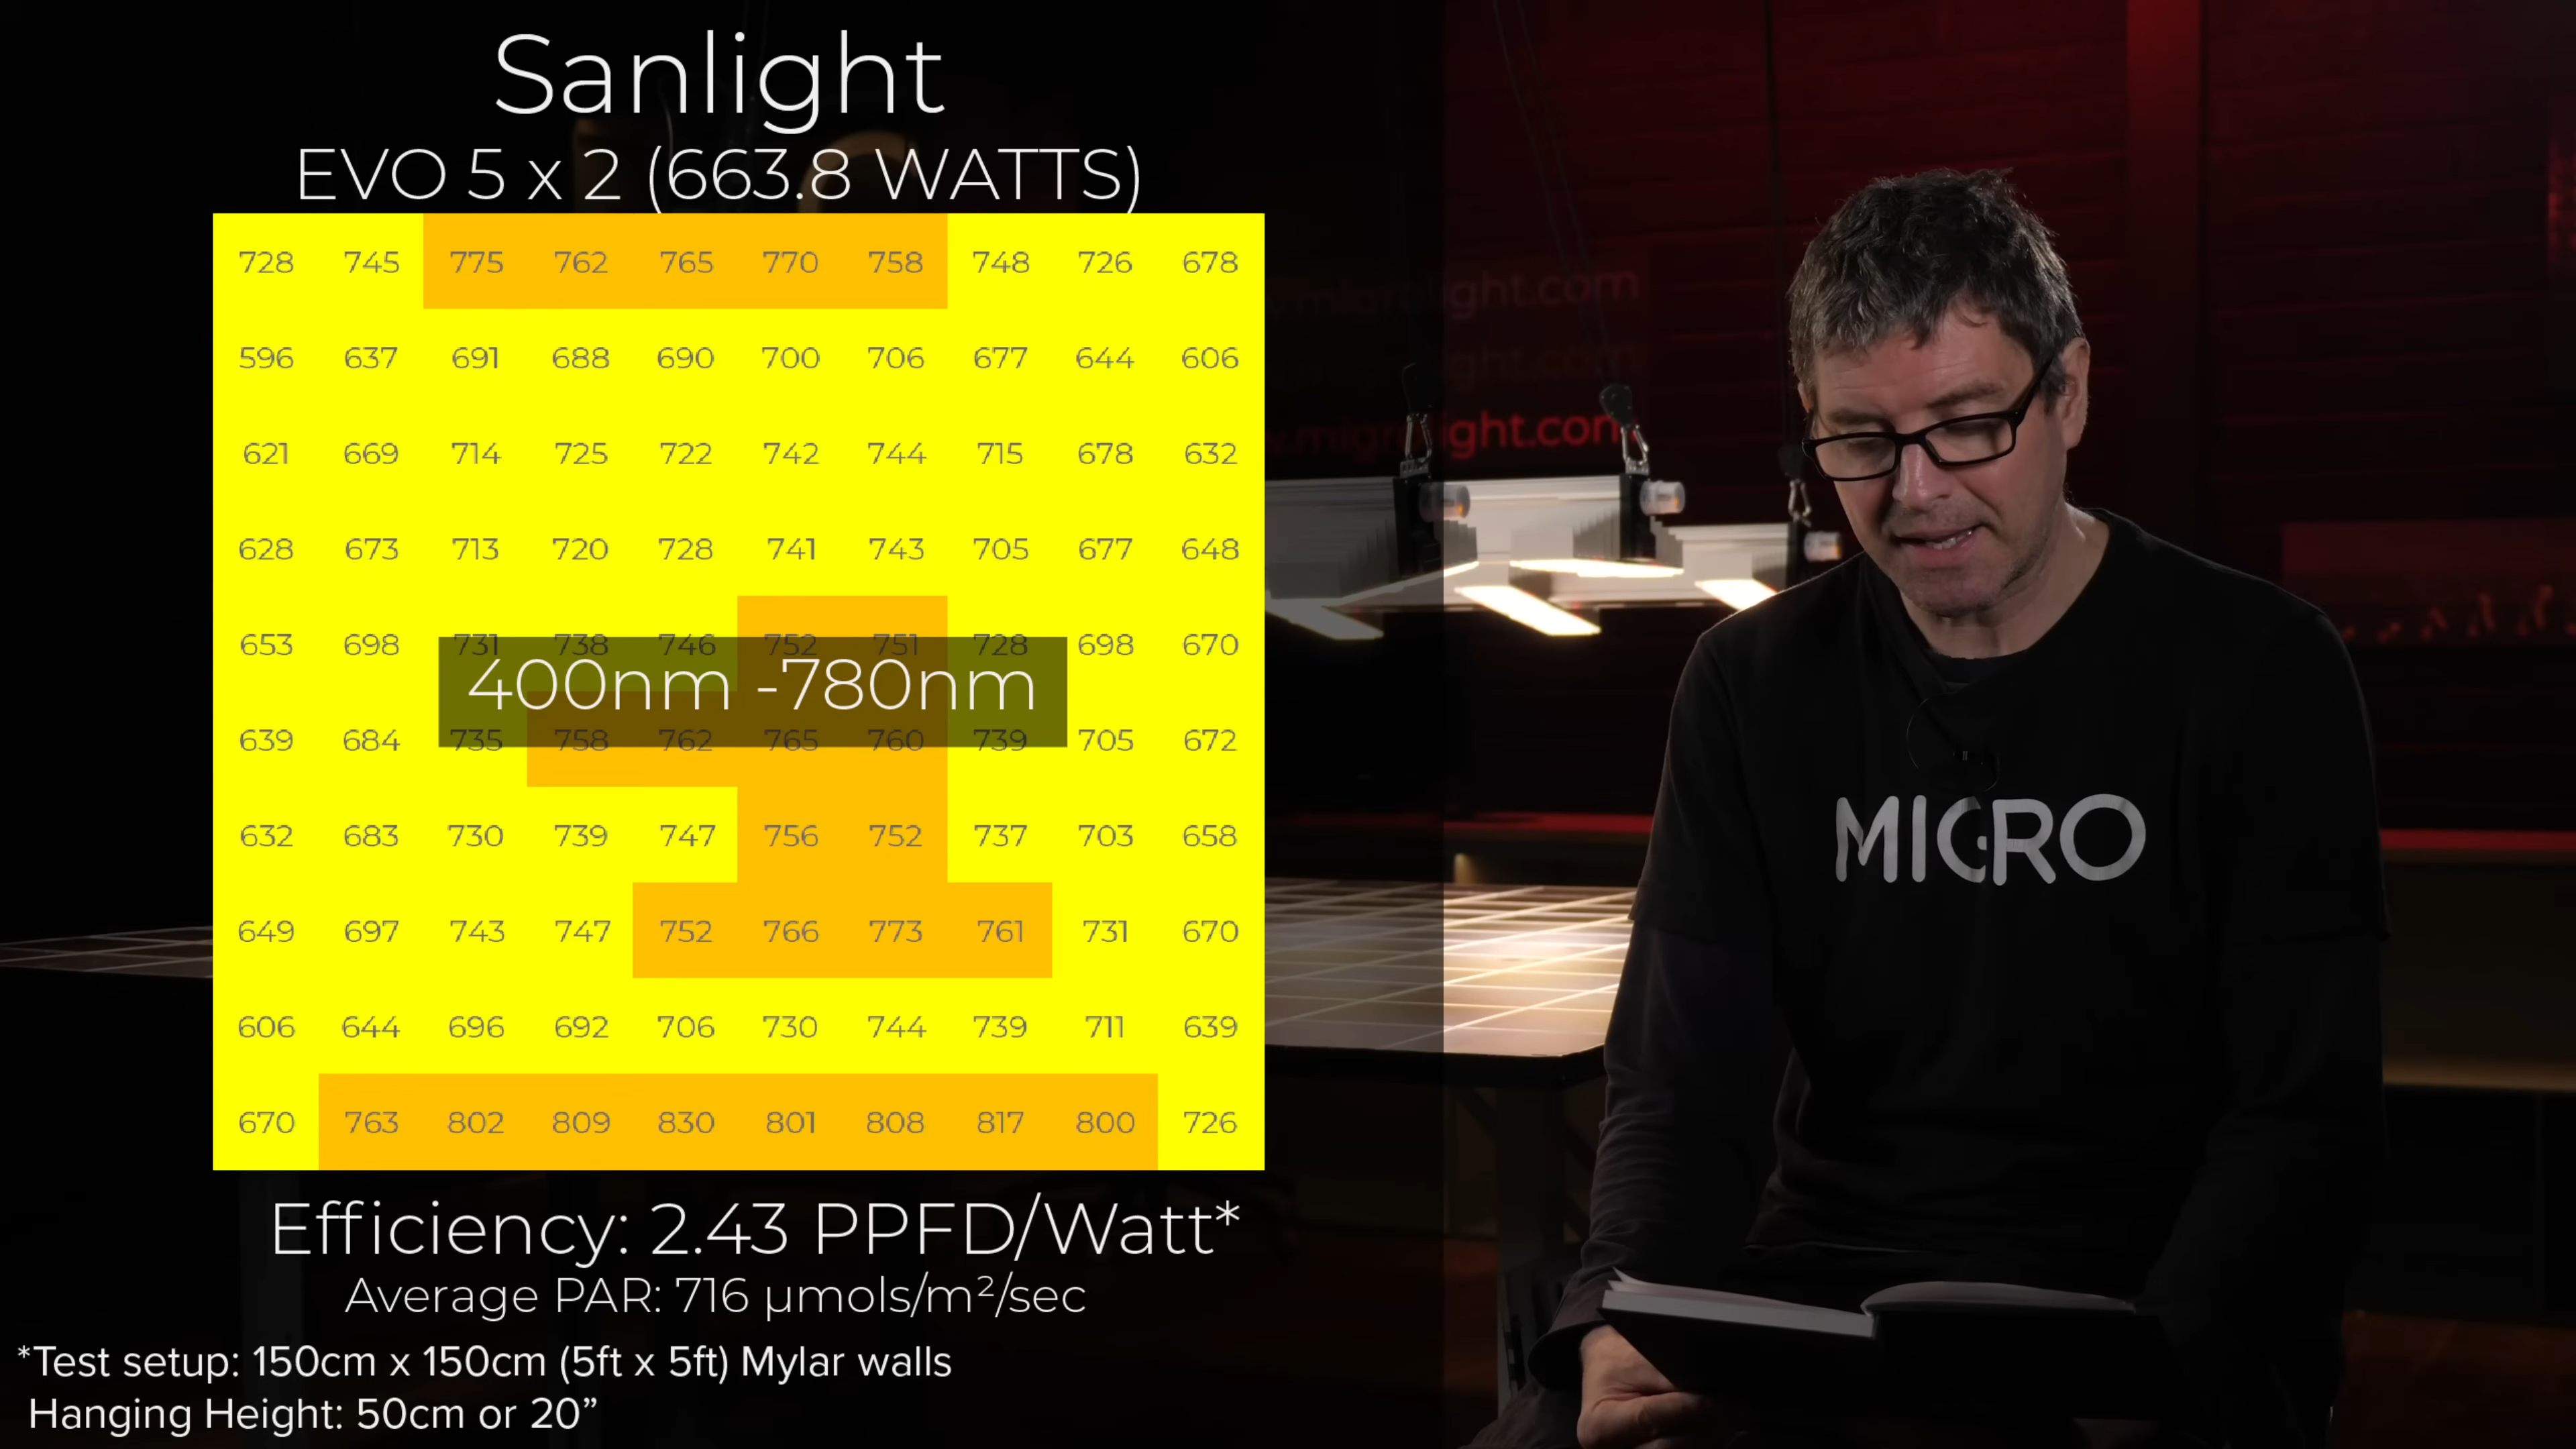 Sanlight
EVO 5 x 2 (663.8 WATTS)
728 745 775 762 765 770 758 748 726 678
596 637 691 688 690 700 706 677 644 606
621 669 714 725 722 742 744 715 678 632
628 673 713 720 728 741 743 705 677 648
653 698 731 738 746 752 751 728 698 670
400nm -780nm
639 684 735 758 762 765 760 739 705 672
632 683 730 739 747 756 752 737 703 658
649 697 743 747 752 766 773 761 731 670
606 644 696 692 706 730 744 739 711 639
670 763 802 809 830 801 808 817 800 726
Efficiency: 2.43 PPFD/Watt*
Average PAR: 716 µmols/m²/sec
*Test setup: 150cm x 150cm (5ft x 5ft) Mylar walls
Hanging Height: 50cm or 20”
.migrolight.com
ght.com
.migrolight.com
MIGRO